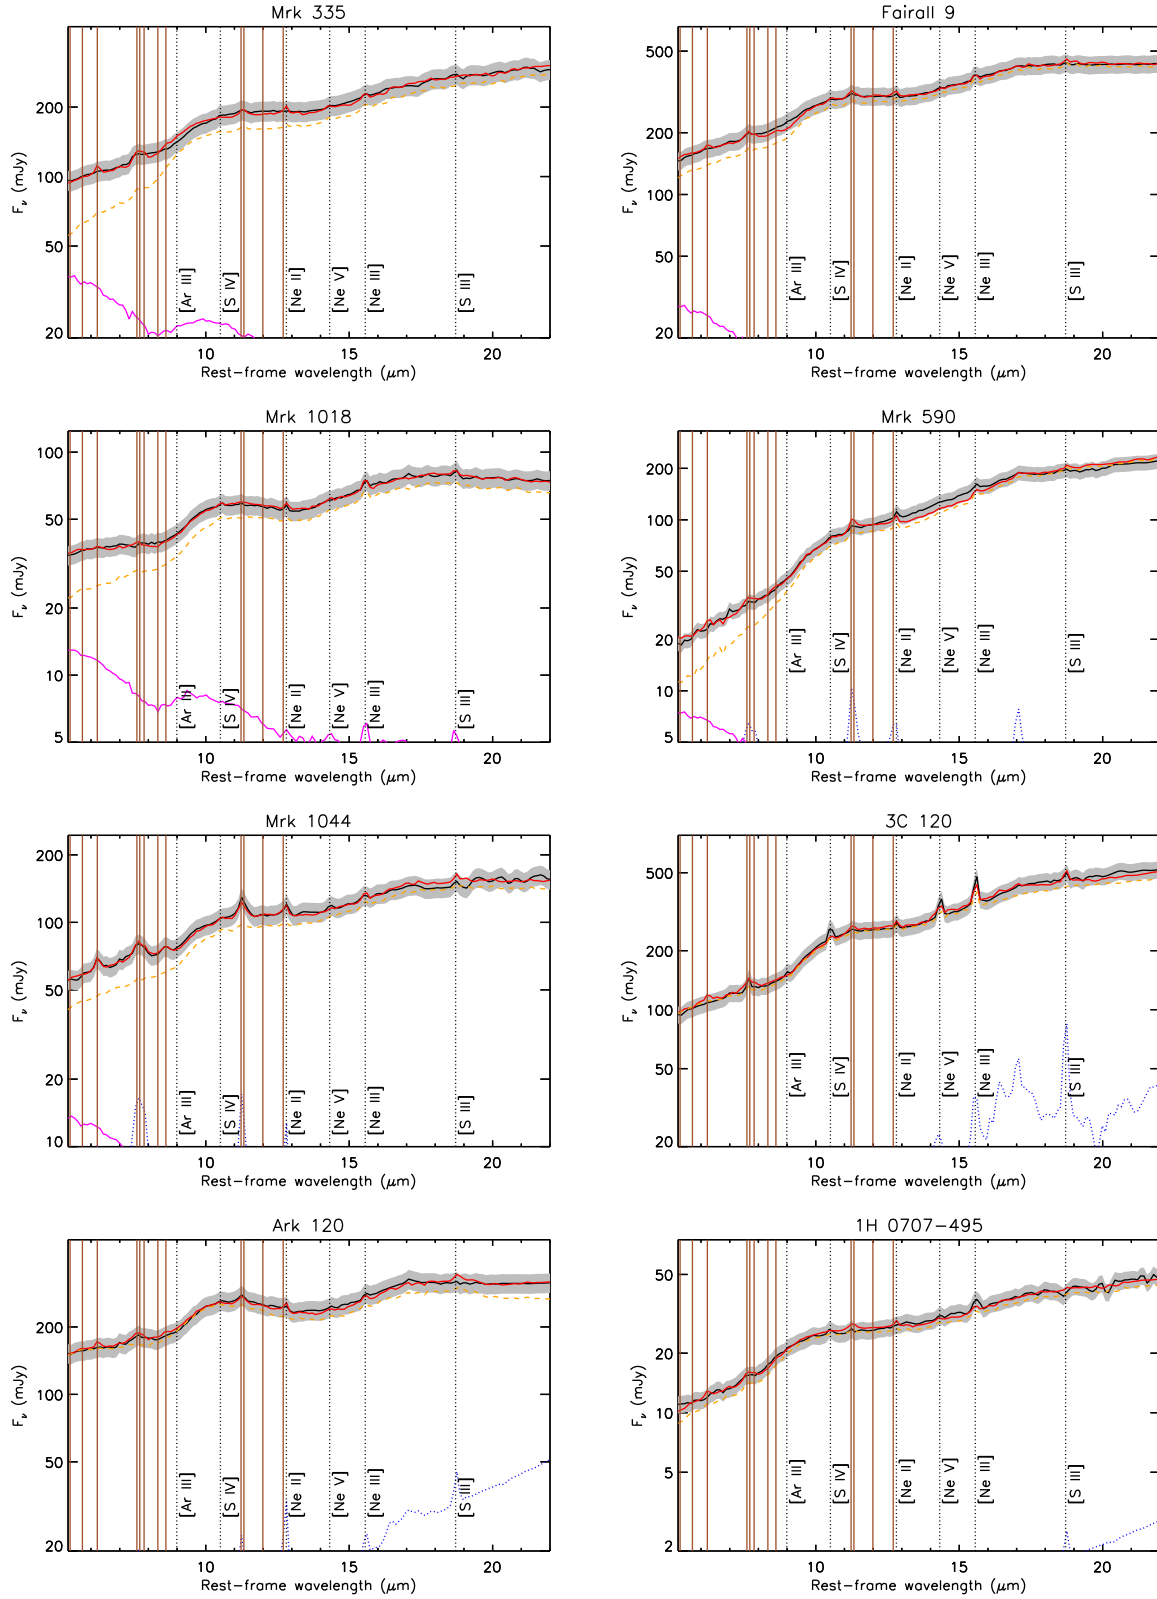 Mrk 335
200
100
50
20
F_ν (mJy)
[Ar III]
[S IV]
[Ne II]
[Ne V]
[Ne III]
[S III]
10
15
20
Rest-frame wavelength (μm)
Fairall 9
500
200
100
50
F_ν (mJy)
[Ar III]
[S IV]
[Ne II]
[Ne V]
[Ne III]
[S III]
10
15
20
Rest-frame wavelength (μm)
Mrk 1018
100
50
20
10
5
F_ν (mJy)
[Ar III]
[S IV]
[Ne II]
[Ne V]
[Ne III]
[S III]
10
15
20
Rest-frame wavelength (μm)
Mrk 590
200
100
50
20
10
5
F_ν (mJy)
[Ar III]
[S IV]
[Ne II]
[Ne V]
[Ne III]
[S III]
10
15
20
Rest-frame wavelength (μm)
Mrk 1044
200
100
50
20
10
F_ν (mJy)
[Ar III]
[S IV]
[Ne II]
[Ne V]
[Ne III]
[S III]
10
15
20
Rest-frame wavelength (μm)
3C 120
500
200
100
50
20
F_ν (mJy)
[Ar III]
[S IV]
[Ne II]
[Ne V]
[Ne III]
[S III]
10
15
20
Rest-frame wavelength (μm)
Ark 120
200
100
50
20
F_ν (mJy)
[Ar III]
[S IV]
[Ne II]
[Ne V]
[Ne III]
[S III]
10
15
20
Rest-frame wavelength (μm)
1H 0707-495
50
20
10
5
2
F_ν (mJy)
[Ar III]
[S IV]
[Ne II]
[Ne V]
[Ne III]
[S III]
10
15
20
Rest-frame wavelength (μm)